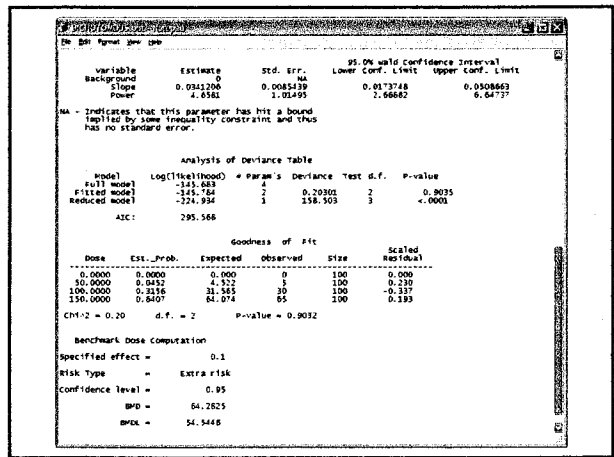 File Edit Format View Help
95.0% Wald Confidence Interval
Variable Estimate Std. Err. Lower Conf. Limit Upper Conf. Limit
Background 0 NA
Slope 0.0341206 0.0085439 0.0173748 0.0508663
Power 4.6561 1.01495 2.66682 6.64737
NA - Indicates that this parameter has hit a bound
implied by some inequality constraint and thus
has no standard error.
Analysis of Deviance Table
Model Log(likelihood) # Param's Deviance Test d.f. P-value
Full model -145.683 4
Fitted model -145.784 2 0.20301 2 0.9035
Reduced model -224.934 1 158.503 3 <.0001
AIC: 295.568
Goodness of Fit
Scaled
Dose Est._Prob. Expected Observed Size Residual
0.0000 0.0000 0.000 0 100 0.000
50.0000 0.0452 4.522 5 100 0.230
100.0000 0.3156 31.565 30 100 -0.337
150.0000 0.6407 64.074 65 100 0.193
Chi^2 = 0.20 d.f. = 2 P-value = 0.9032
Benchmark Dose Computation
Specified effect = 0.1
Risk Type = Extra risk
Confidence level = 0.95
BMD = 64.2625
BMDL = 54.5446